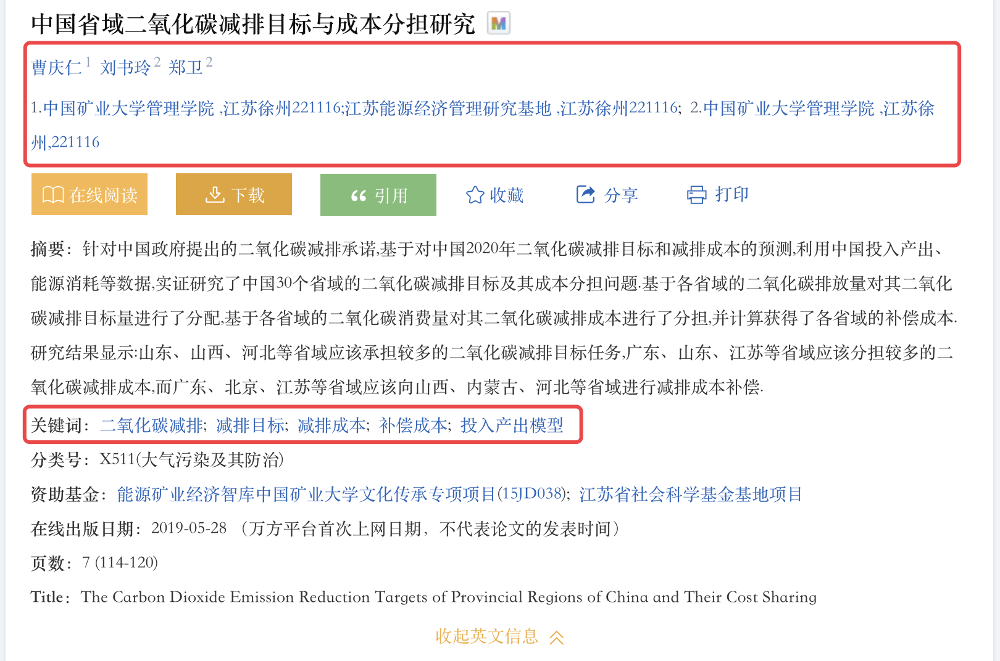 中国省域二氧化碳减排目标与成本分担研究 M
曹庆仁1 刘书玲2 郑卫2
1.中国矿业大学管理学院 ,江苏徐州221116;江苏能源经济管理研究基地 ,江苏徐州221116; 2.中国矿业大学管理学院 ,江苏徐
州,221116
在线阅读 下载 引用 收藏 分享 打印
摘要：针对中国政府提出的二氧化碳减排承诺,基于对中国2020年二氧化碳减排目标和减排成本的预测,利用中国投入产出、
能源消耗等数据,实证研究了中国30个省域的二氧化碳减排目标及其成本分担问题.基于各省域的二氧化碳排放量对其二氧化
碳减排目标量进行了分配,基于各省域的二氧化碳消费量对其二氧化碳减排成本进行了分担,并计算获得了各省域的补偿成本.
研究结果显示:山东、山西、河北等省域应该承担较多的二氧化碳减排目标任务,广东、山东、江苏等省域应该分担较多的二
氧化碳减排成本,而广东、北京、江苏等省域应该向山西、内蒙古、河北等省域进行减排成本补偿.
关键词：二氧化碳减排; 减排目标; 减排成本; 补偿成本; 投入产出模型
分类号：X511(大气污染及其防治)
资助基金：能源矿业经济智库中国矿业大学文化传承专项项目(15JD038); 江苏省社会科学基金基地项目
在线出版日期：2019-05-28 （万方平台首次上网日期，不代表论文的发表时间）
页数：7 (114-120)
Title：The Carbon Dioxide Emission Reduction Targets of Provincial Regions of China and Their Cost Sharing
收起英文信息